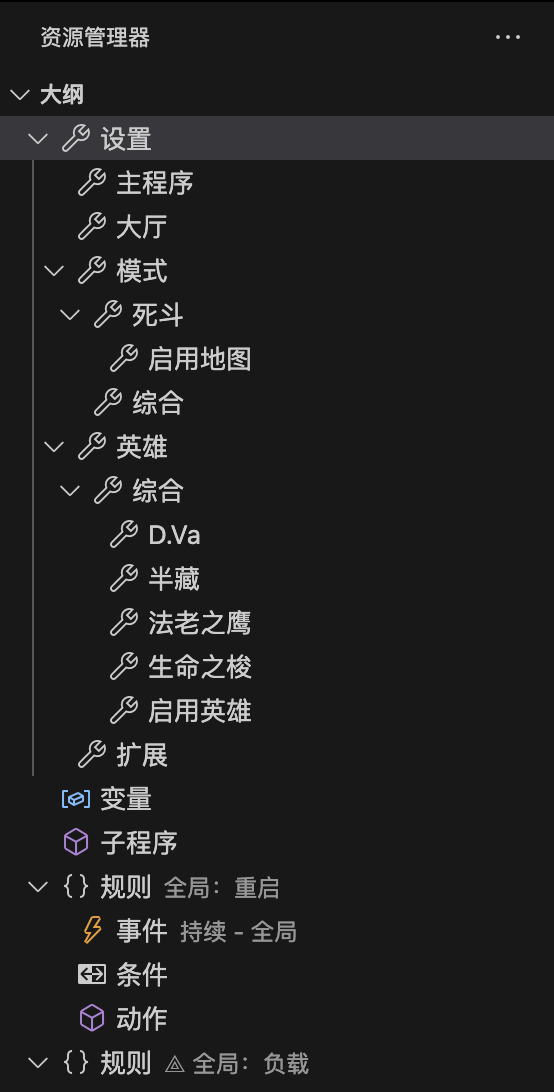 资源管理器
大纲
设置
主程序
大厅
模式
死斗
启用地图
综合
英雄
综合
D.Va
半藏
法老之鹰
生命之梭
启用英雄
扩展
变量
子程序
规则 全局：重启
事件 持续 - 全局
条件
动作
规则 ⟁ 全局：负载